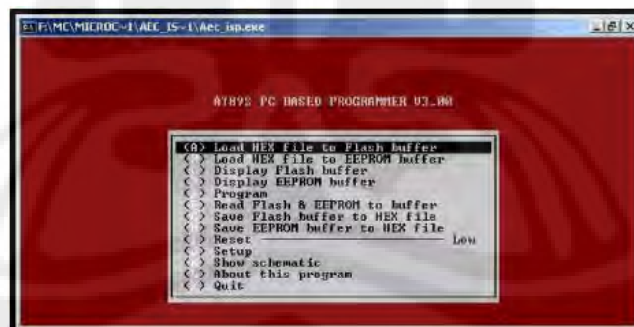 F:\MC\MICROC~1\AEC_IS~1\Aec_isp.exe
AT89S PC BASED PROGRAMMER V3.00
<A> Load HEX file to Flash buffer
< > Load HEX file to EEPROM buffer
< > Display Flash buffer
< > Display EEPROM buffer
< > Program
< > Read Flash & EEPROM to buffer
< > Save Flash buffer to HEX file
< > Save EEPROM buffer to HEX file
< > Reset Low
< > Setup
< > Show schematic
< > About this program
< > Quit